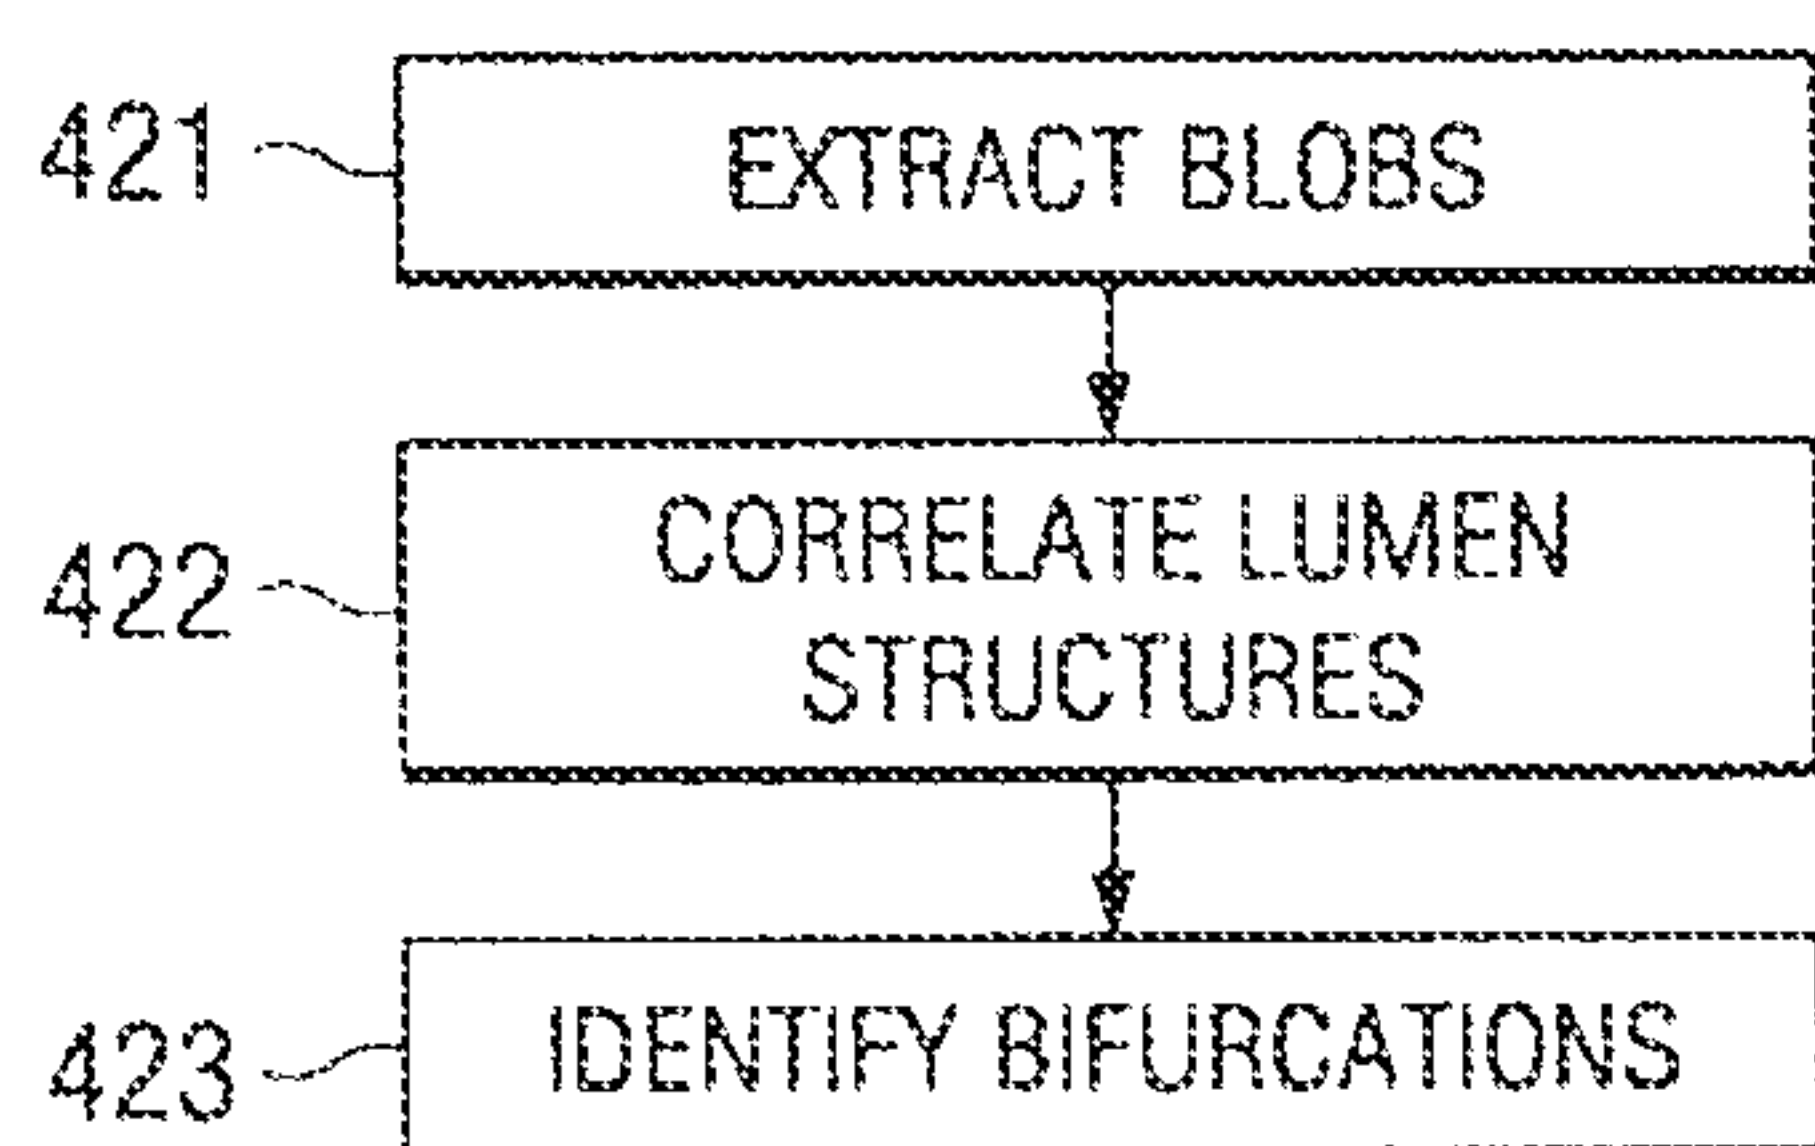 421
EXTRACT BLOBS
422
CORRELATE LUMEN
STRUCTURES
423
IDENTIFY BIFURCATIONS